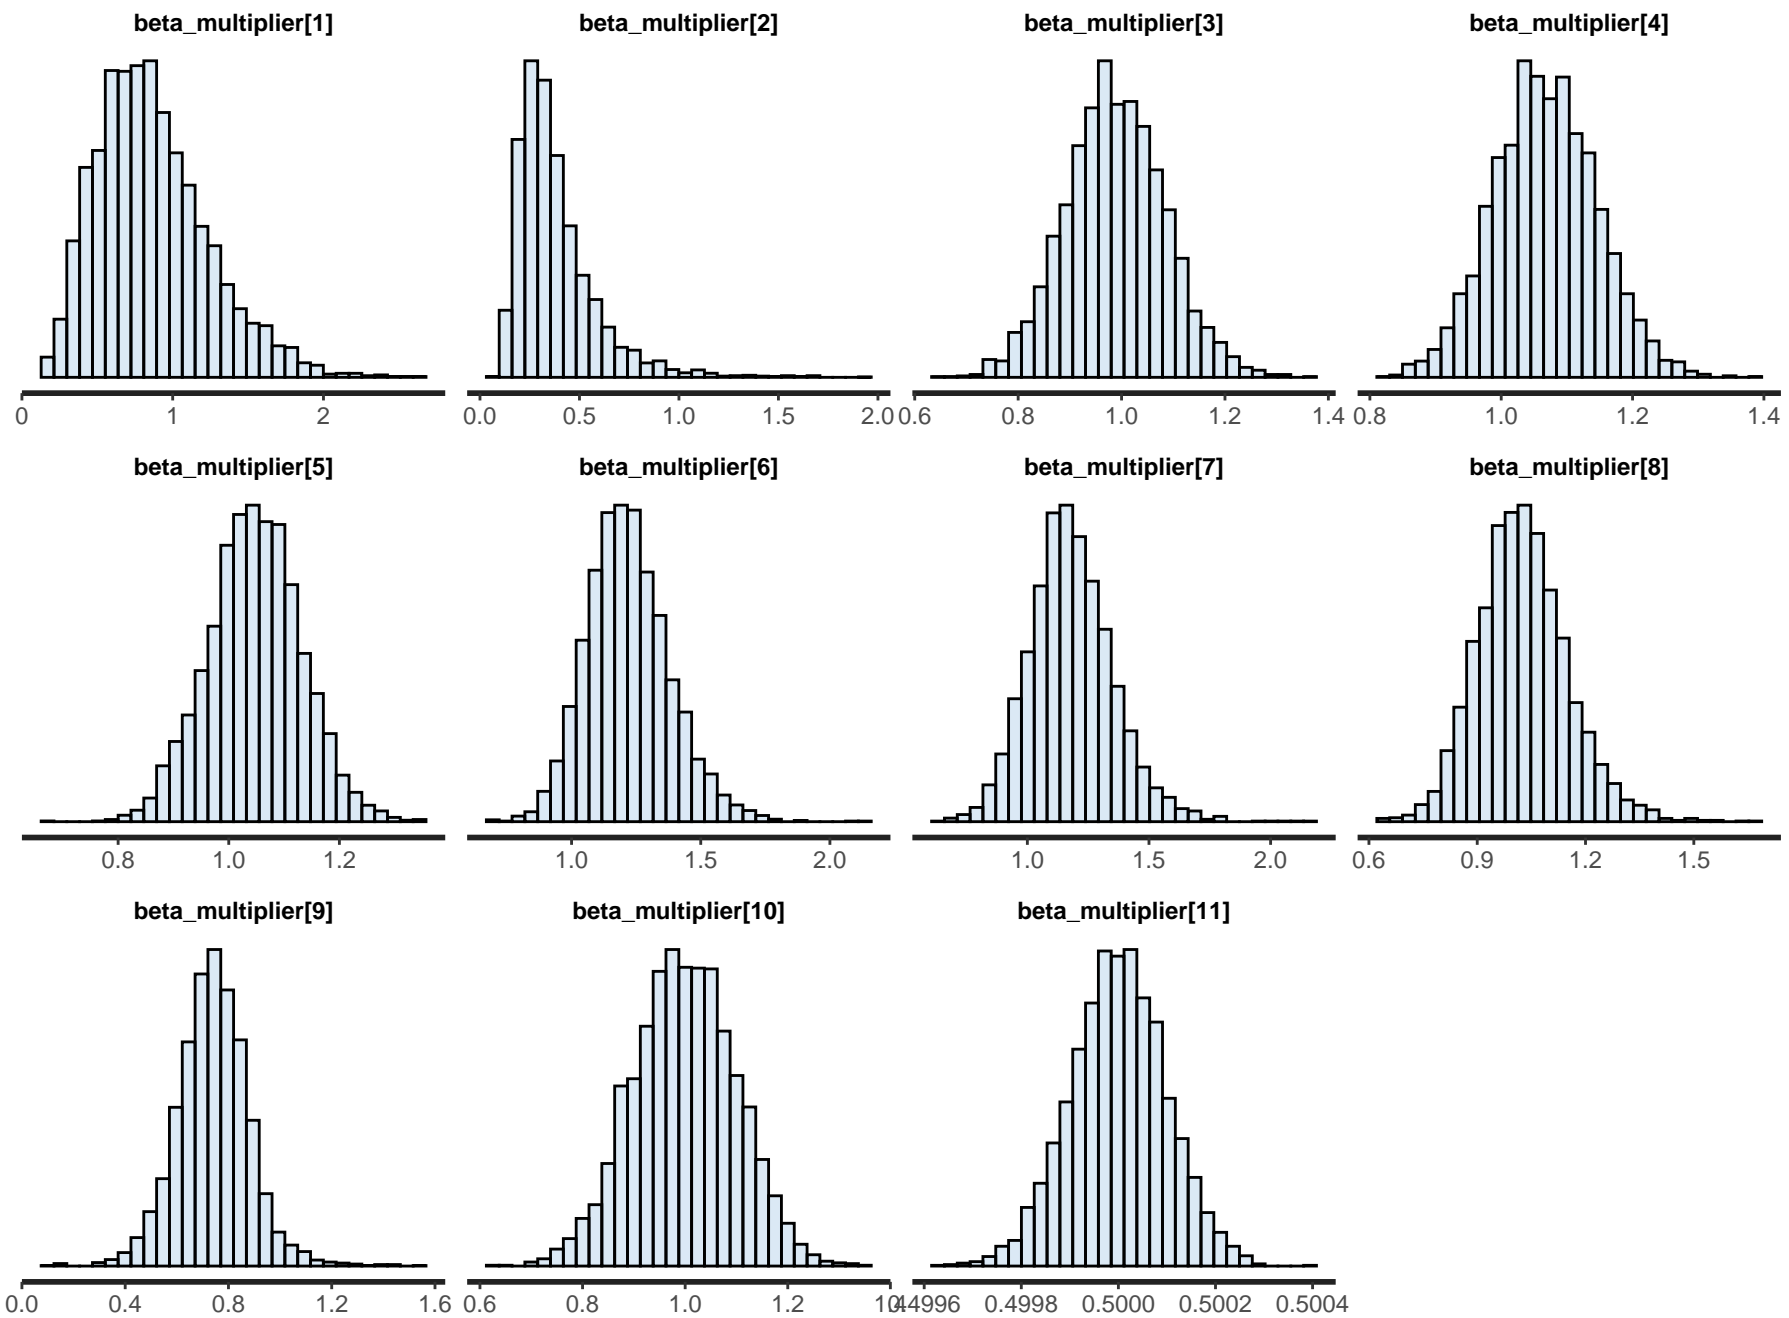 beta_multiplier[1] beta_multiplier[2] beta_multiplier[3] beta_multiplier[4]
0 1 2 0.0 0.5 1.0 1.5 2.0 0.6 0.8 1.0 1.2 1.4 0.8 1.0 1.2 1.4
beta_multiplier[5] beta_multiplier[6] beta_multiplier[7] beta_multiplier[8]
0.8 1.0 1.2 1.0 1.5 2.0 1.0 1.5 2.0 0.6 0.9 1.2 1.5
beta_multiplier[9] beta_multiplier[10] beta_multiplier[11]
0.0 0.4 0.8 1.2 1.6 0.6 0.8 1.0 1.2 1.4 0.4996 0.4998 0.5000 0.5002 0.5004